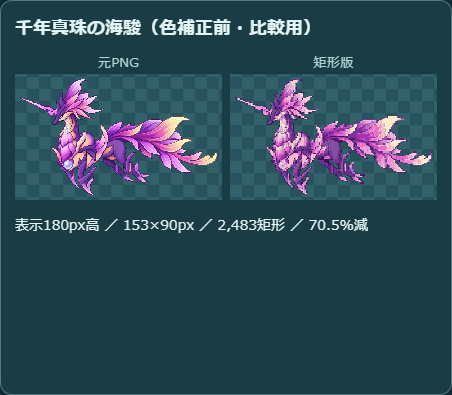 千年真珠の海駿（色補正前・比較用）
元PNG
矩形版
表示180px高 ／ 153×90px ／ 2,483矩形 ／ 70.5%減